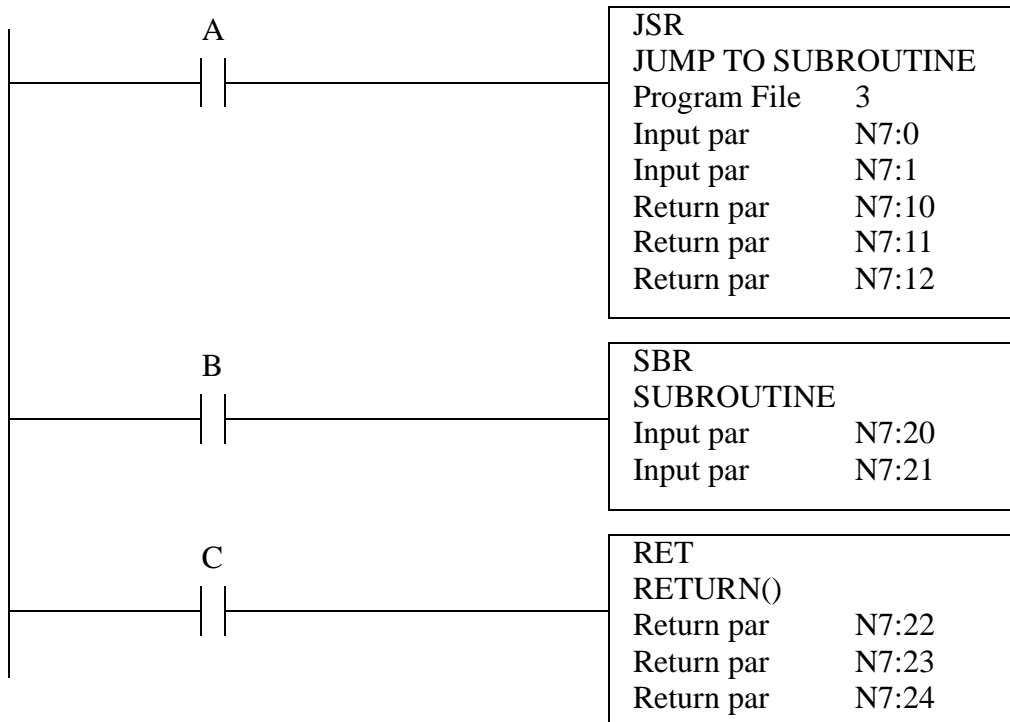 A
JSR
JUMP TO SUBROUTINE
Program File 3
Input par N7:0
Input par N7:1
Return par N7:10
Return par N7:11
Return par N7:12
B
SBR
SUBROUTINE
Input par N7:20
Input par N7:21
C
RET
RETURN()
Return par N7:22
Return par N7:23
Return par N7:24